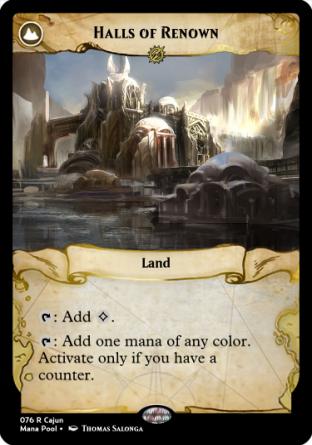 Halls of Renown
Land
: Add .
: Add one mana of any color.
Activate only if you have a
counter.
076 R Cajun
Mana Pool • Thomas Salonga